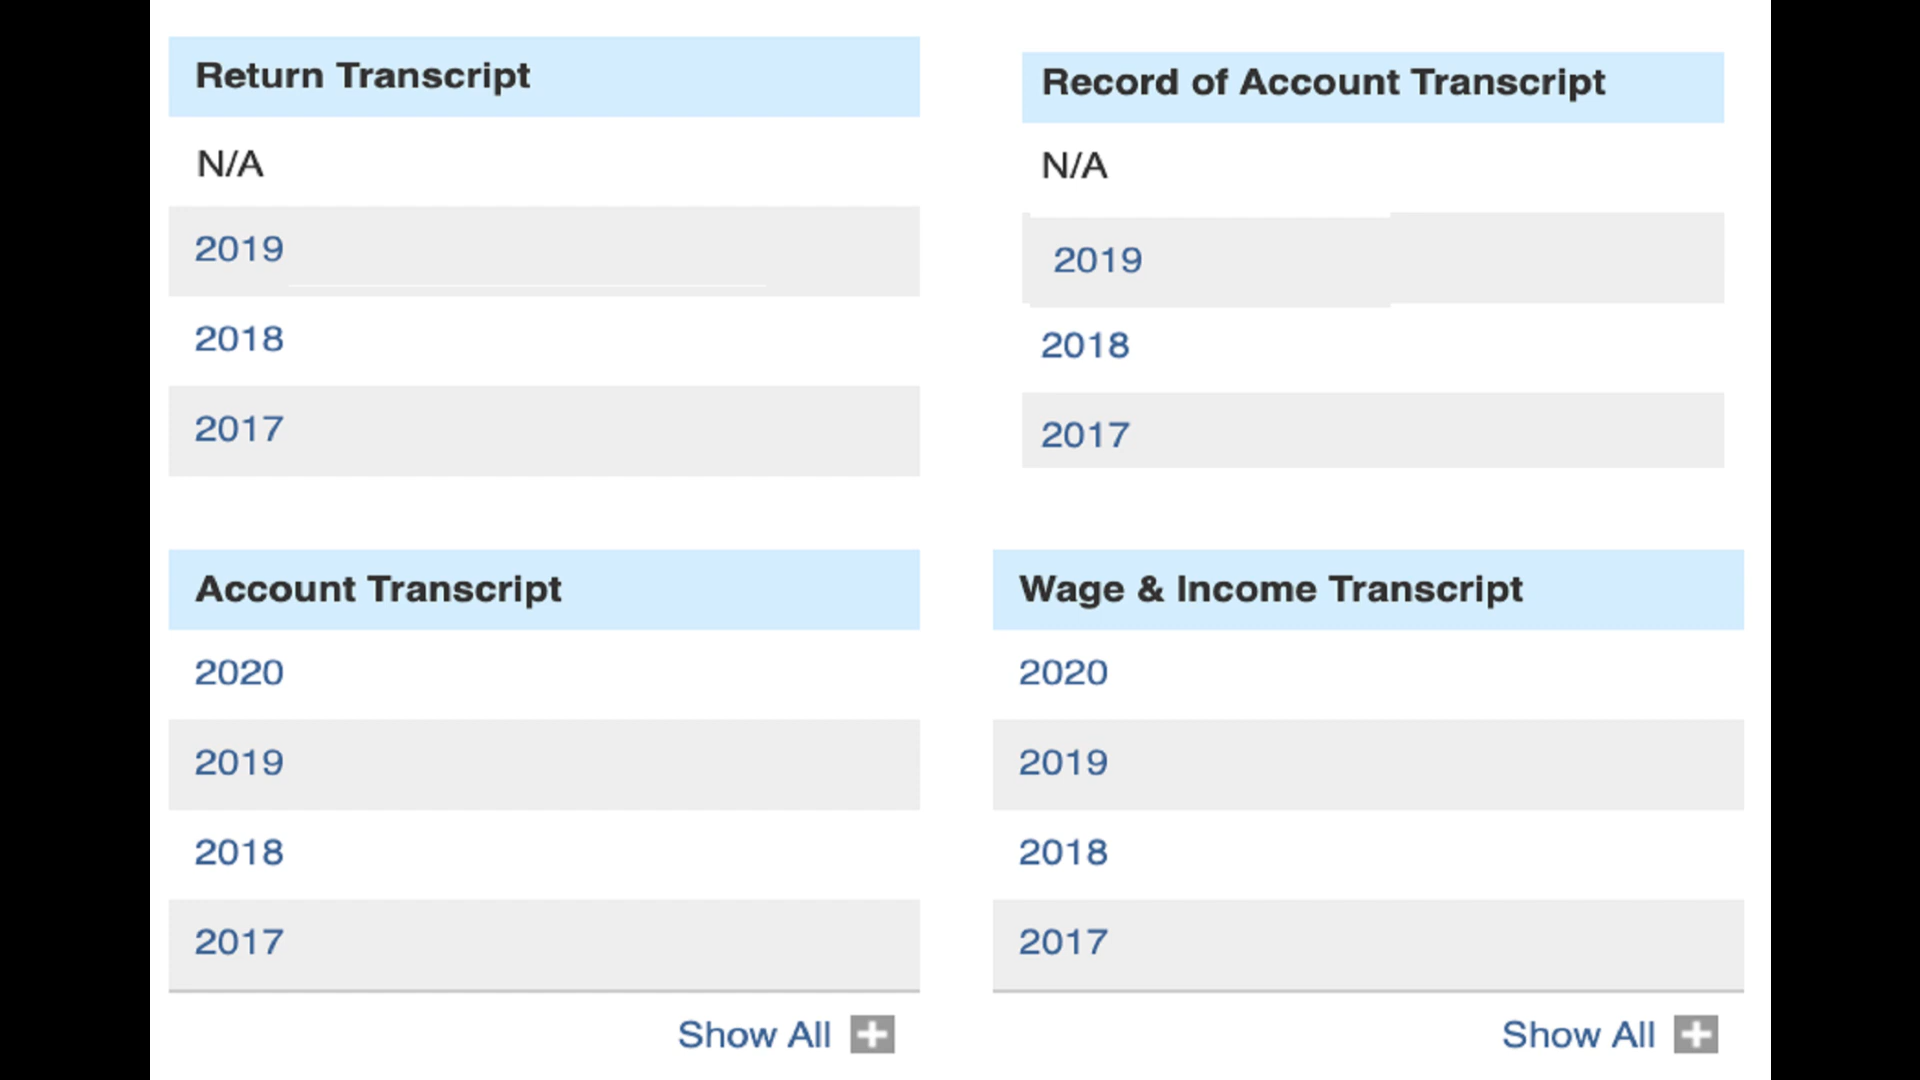 Return Transcript
N/A
2019
2018
2017
Record of Account Transcript
N/A
2019
2018
2017
Account Transcript
2020
2019
2018
2017
Show All
Wage & Income Transcript
2020
2019
2018
2017
Show All